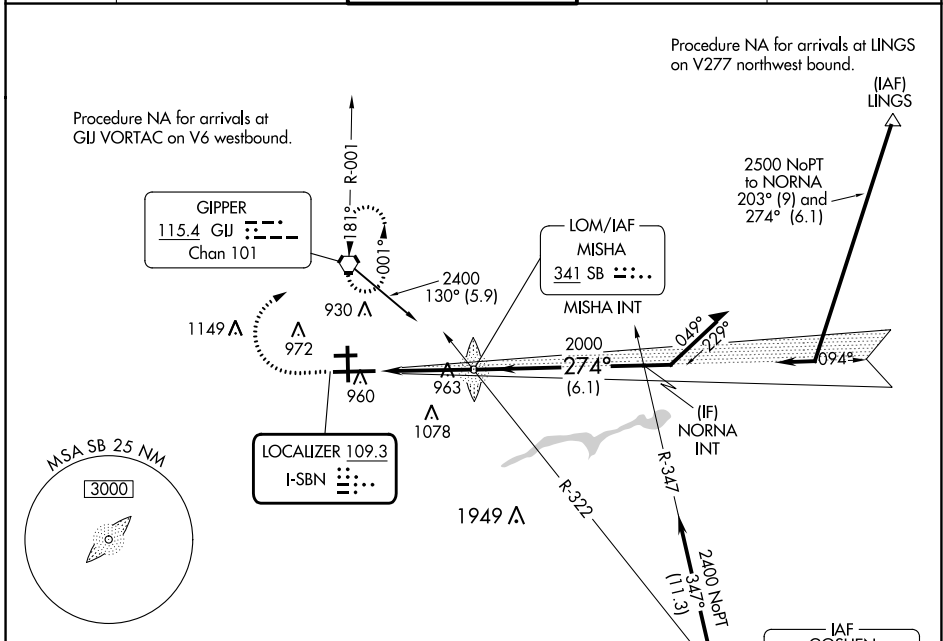 Procedure NA for arrivals at LINGS
on V277 northwest bound.
(IAF)
LINGS
Procedure NA for arrivals at
GIJ VORTAC on V6 westbound.
R-001
181°
001°
2500 NoPT
to NORNA
203° (9) and
274° (6.1)
GIPPER
115.4 GIJ
Chan 101
LOM/IAF
MISHA
341 SB
MISHA INT
2400
130° (5.9)
930
1149
972
2000
049°
229°
274°
(6.1)
094°
960
963
1078
(IF)
NORNA
INT
LOCALIZER 109.3
I-SBN
MSA SB 25 NM
3000
R-347
R-322
1949
2400 NoPT
347°
(11.3)
IAF
GOSHEN